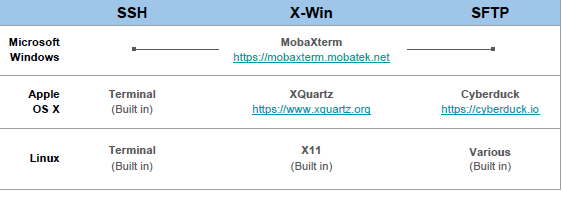 SSH X-Win SFTP
Microsoft
Windows
MobaXterm
https://mobaxterm.mobatek.net
Apple
OS X
Terminal
(Built in)
XQuartz
https://www.xquartz.org
Cyberduck
https://cyberduck.io
Linux
Terminal
(Built in)
X11
(Built in)
Various
(Built in)